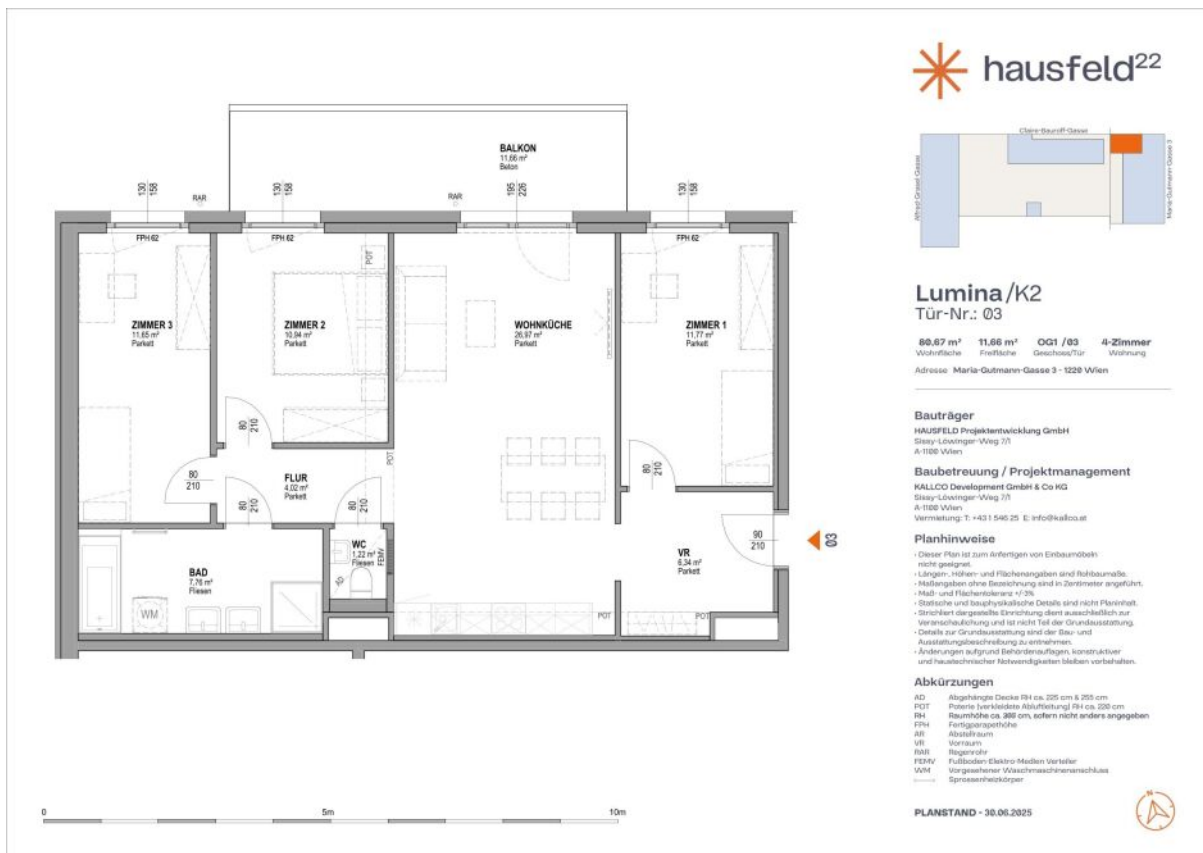 hausfeld²²
Claire-Bauroff-Gasse
Maria-Gutmann-Gasse 3
BALKON
11,66 m²
Beton
130
158
RAR
130
158
RAR
195
226
130
158
FPH 62
FPH 62
POT
FPH 62
ZIMMER 3
11,65 m²
Parkett
ZIMMER 2
10,94 m²
Parkett
WOHNKÜCHE
26,97 m²
Parkett
ZIMMER 1
11,77 m²
Parkett
80
210
80
210
FLUR
4,02 m²
Parkett
POT
80
210
80
210
80
210
WC
1,22 m²
Fliesen
FEMV
AD
BAD
7,76 m²
Fliesen
WM
VR
6,34 m²
Parkett
90
210
03
POT
POT
0
5m
10m
Lumina/K2
Tür-Nr.: 03
80,67 m² 11,66 m² OG1 /03 4-Zimmer
Wohnfläche Freifläche Geschoss/Tür Wohnung
Adresse Maria-Gutmann-Gasse 3 - 1220 Wien
Bauträger
HAUSFELD Projektentwicklung GmbH
Sissy-Löwinger-Weg 7/1
A-1100 Wien
Baubetreuung / Projektmanagement
KALLCO Development GmbH & Co KG
Sissy-Löwinger-Weg 7/1
A-1100 Wien
Vermietung: T: +43 1 546 25 E: info@kallco.at
Planhinweise
- Dieser Plan ist zum Anfertigen von Einbaumöbeln
nicht geeignet.
- Längen-, Höhen- und Flächenangaben sind Rohbaumaße.
- Maßangaben ohne Bezeichnung sind in Zentimeter angeführt.
- Maß- und Flächentoleranz +/-3%
- Statische und bauphysikalische Details sind nicht Planinhalt.
- Strichliert dargestellte Einrichtung dient ausschließlich zur
Veranschaulichung und ist nicht Teil der Grundausstattung.
- Details zur Grundausstattung sind der Bau- und
Ausstattungsbeschreibung zu entnehmen.
- Änderungen aufgrund Behördenauflagen, konstruktiver
und haustechnischer Notwendigkeiten bleiben vorbehalten.
Abkürzungen
AD Abgehängte Decke RH ca. 225 cm & 255 cm
POT Poterie (verkleidete Abluftleitung) RH ca. 220 cm
RH Raumhöhe ca. 300 cm, sofern nicht anders angegeben
FPH Fertigparapethöhe
AR Abstellraum
VR Vorraum
RAR Regenrohr
FEMV Fußboden-Elektro-Medien Verteiler
WM Vorgesehener Waschmaschinenanschluss
Sprossenheizkörper
PLANSTAND - 30.06.2025
N